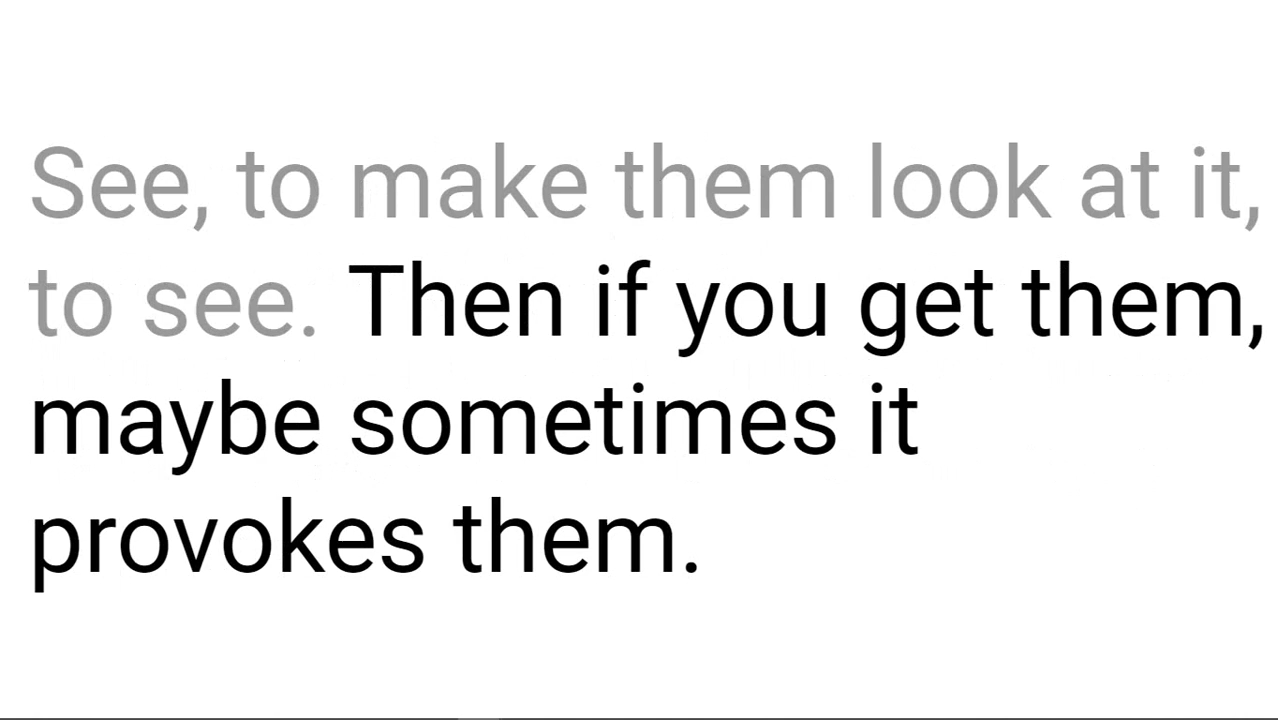 See, to make them look at it,
to see. Then if you get them,
maybe sometimes it
provokes them.